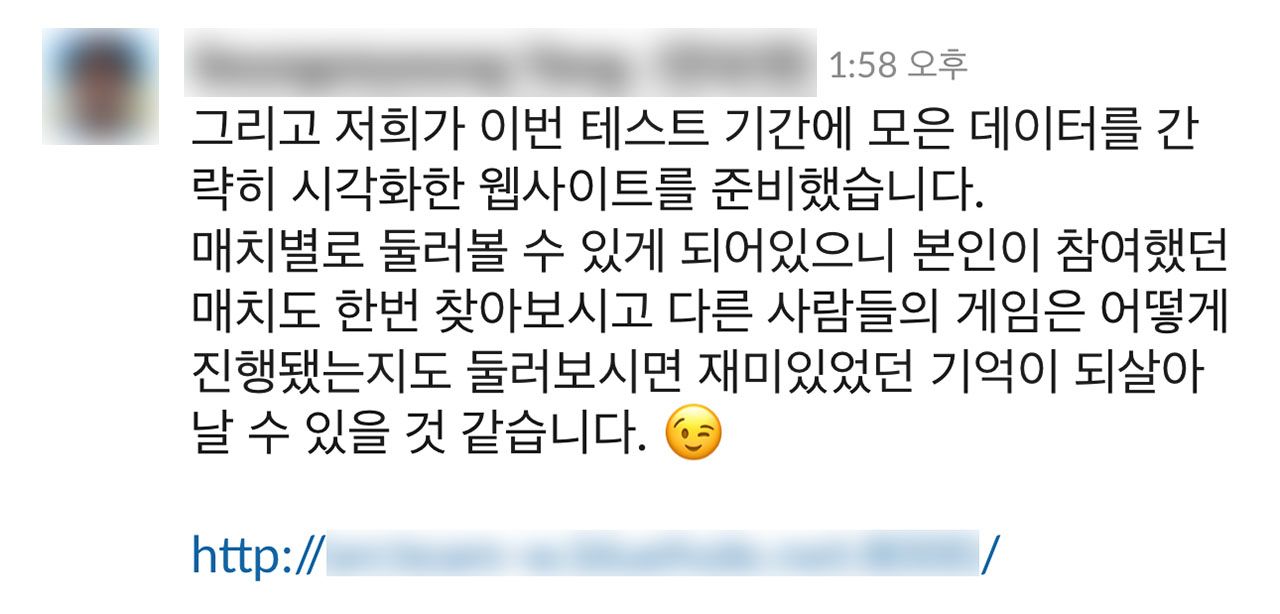 1:58 오후
그리고 저희가 이번 테스트 기간에 모은 데이터를 간
략히 시각화한 웹사이트를 준비했습니다.
매치별로 둘러볼 수 있게 되어있으니 본인이 참여했던
매치도 한번 찾아보시고 다른 사람들의 게임은 어떻게
진행됐는지도 둘러보시면 재미있었던 기억이 되살아
날 수 있을 것 같습니다. 😉
http:// /